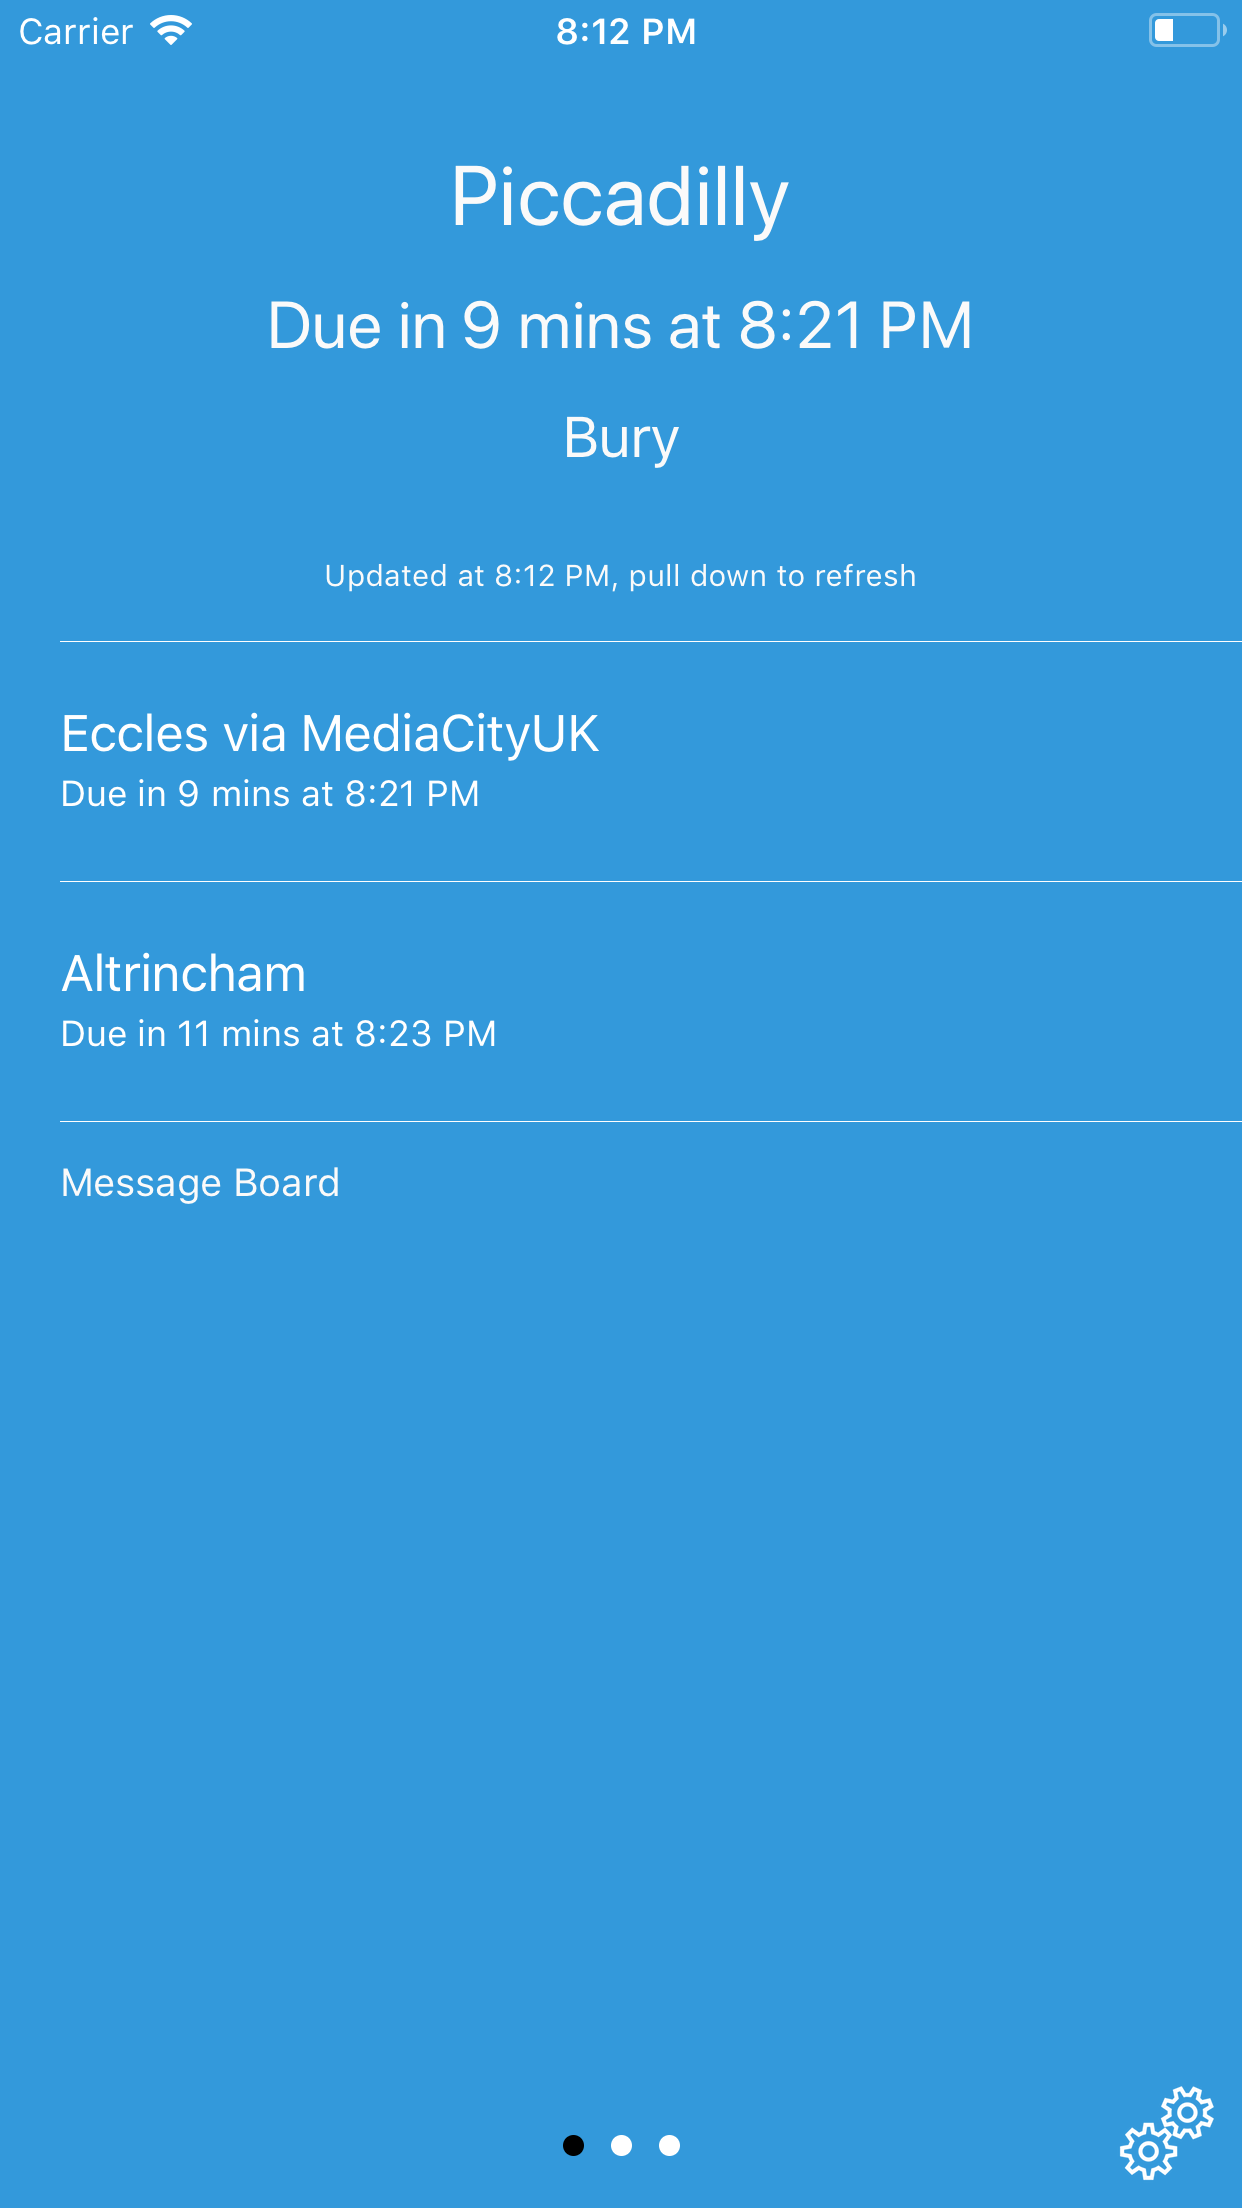 Carrier
8:12 PM
Piccadilly
Due in 9 mins at 8:21 PM
Bury
Updated at 8:12 PM, pull down to refresh
Eccles via MediaCityUK
Due in 9 mins at 8:21 PM
Altrincham
Due in 11 mins at 8:23 PM
Message Board